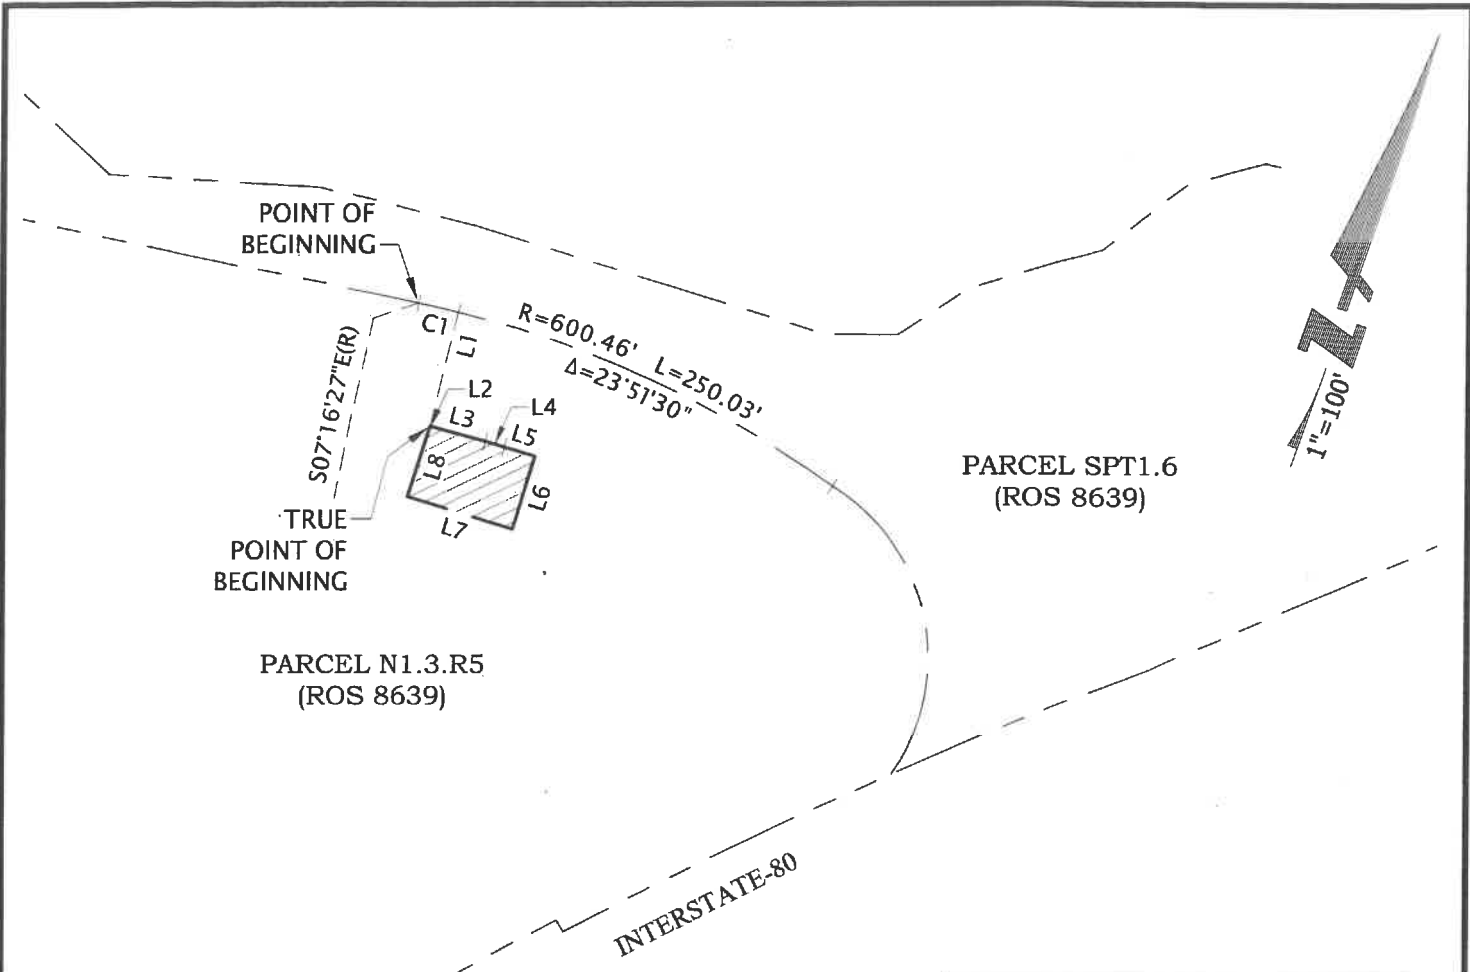 POINT OF
BEGINNING
C1
L1
R=600.46' L=250.03'
Δ=23°51'30"
S07°16'27"E(R)
L2
L3
L4
L5
L8
L6
L7
TRUE
POINT OF
BEGINNING
PARCEL SPT1.6
(ROS 8639)
Z
1"=100'
PARCEL N1.3.R5
(ROS 8639)
INTERSTATE-80